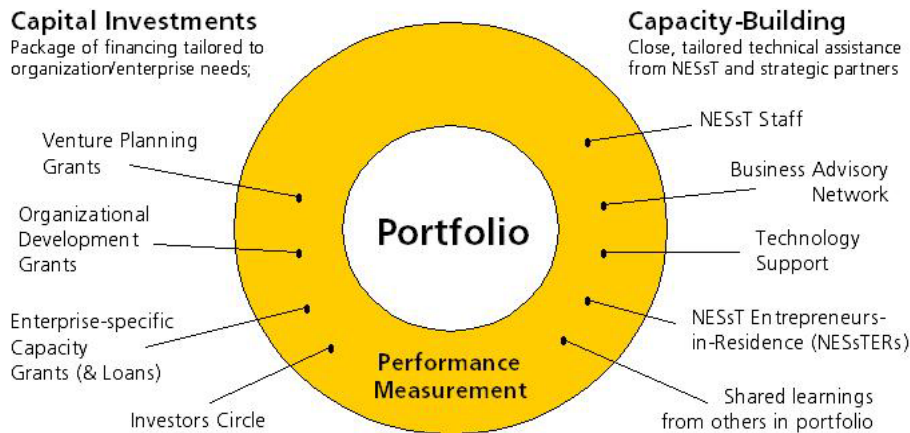 Capital Investments
Package of financing tailored to
organization/enterprise needs;
Venture Planning
Grants
Organizational
Development
Grants
Enterprise-specific
Capacity
Grants (& Loans)
Investors Circle
Portfolio
Performance
Measurement
Capacity-Building
Close, tailored technical assistance
from NESsT and strategic partners
NESsT Staff
Business Advisory
Network
Technology
Support
NESsT Entrepreneurs-
in-Residence (NESsTERs)
Shared learnings
from others in portfolio